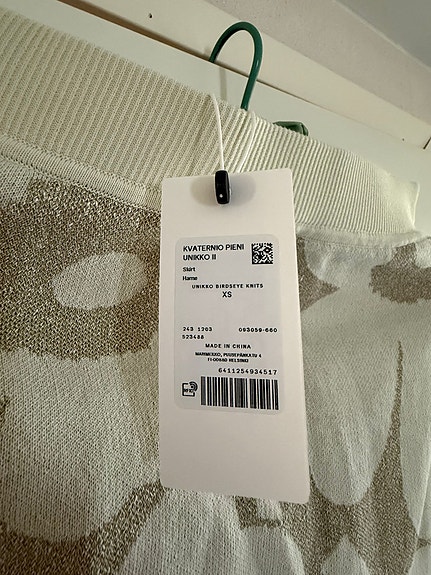 KVATERNIO PIENI
UNIKKO II
Skirt
Hame
UNIKKO BIRDSEYE KNITS
XS
243 1203 093059-660
523488
MADE IN CHINA
MARIMEKKO, PUUSEPÄNKATU 4
FI-00880 HELSINKI
6411254934517